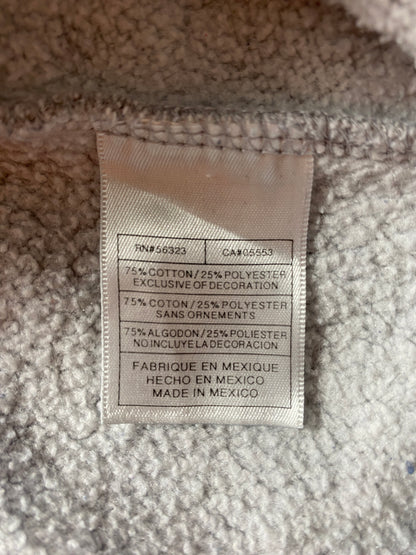 RN#56323 CA#05553
75% COTTON / 25% POLYESTER
EXCLUSIVE OF DECORATION
75% COTON / 25% POLYESTER
SANS ORNEMENTS
75% ALGODON / 25% POLIESTER
NO INCLUYE LA DECORACION
FABRIQUE EN MEXIQUE
HECHO EN MEXICO
MADE IN MEXICO